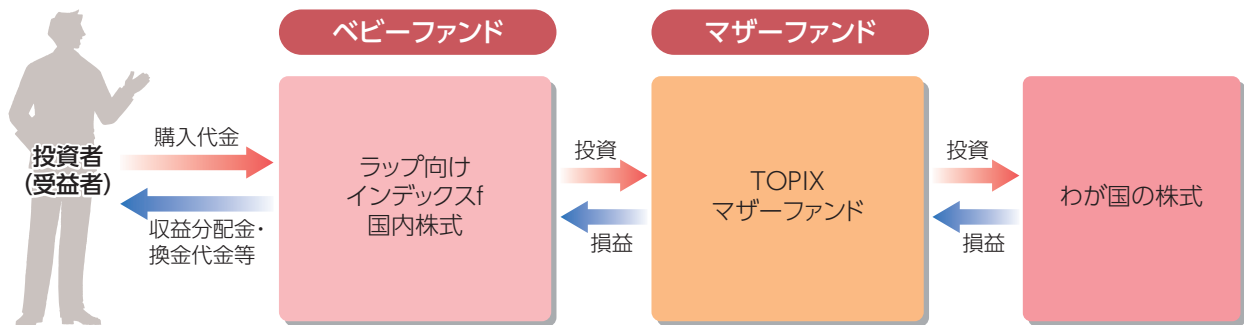 ベビーファンド
マザーファンド
投資者
(受益者)
購入代金
収益分配金・
換金代金等
ラップ向け
インデックスf
国内株式
投資
損益
TOPIX
マザーファンド
投資
損益
わが国の株式